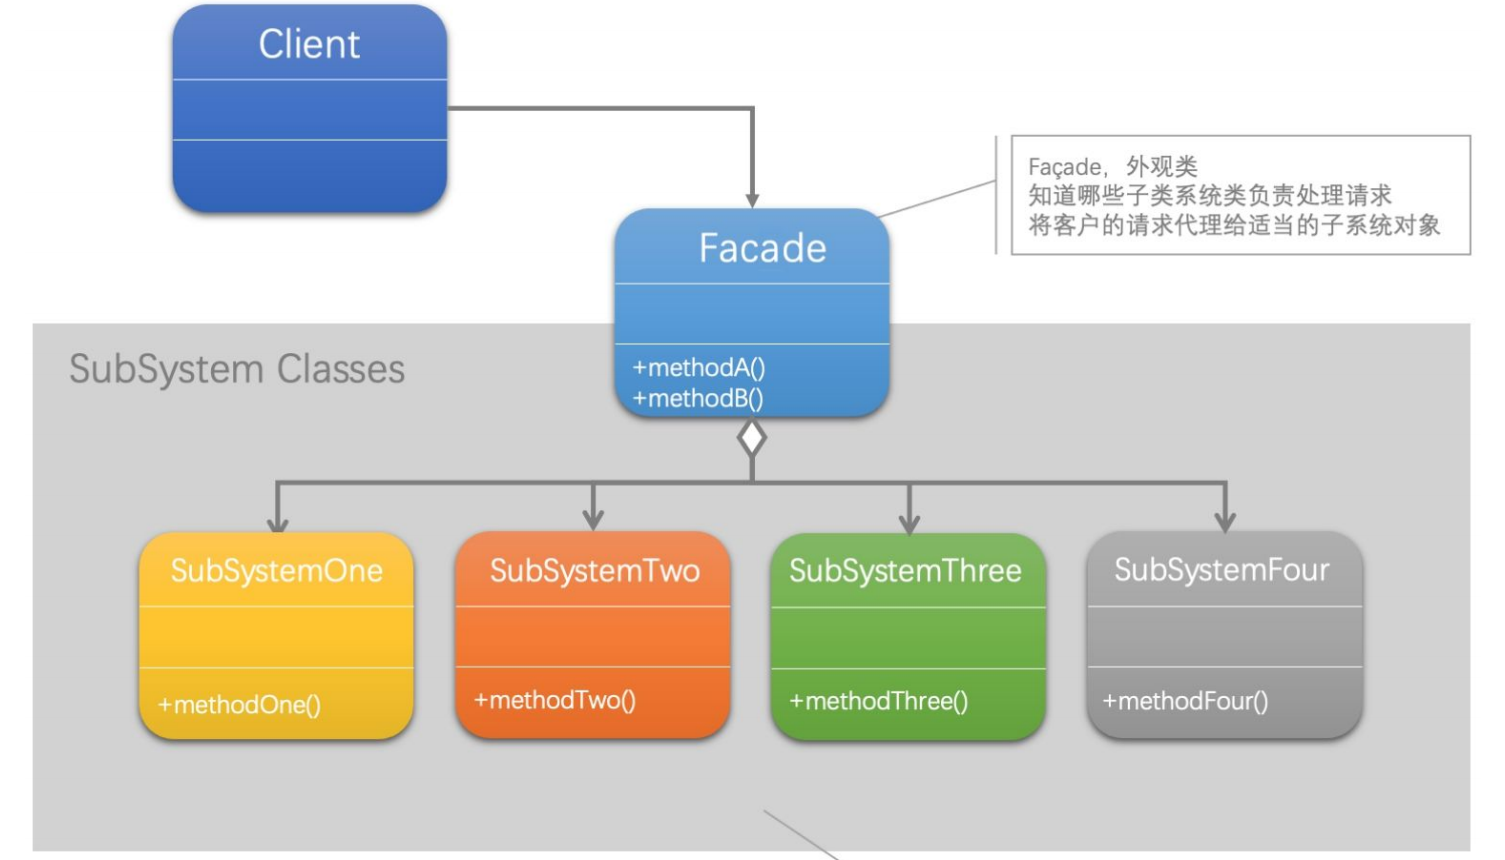 Client
Façade, 外观类
知道哪些子类系统类负责处理请求
将客户的请求代理给适当的子系统对象
Facade
+methodA()
+methodB()
SubSystem Classes
SubSystemOne
+methodOne()
SubSystemTwo
+methodTwo()
SubSystemThree
+methodThree()
SubSystemFour
+methodFour()